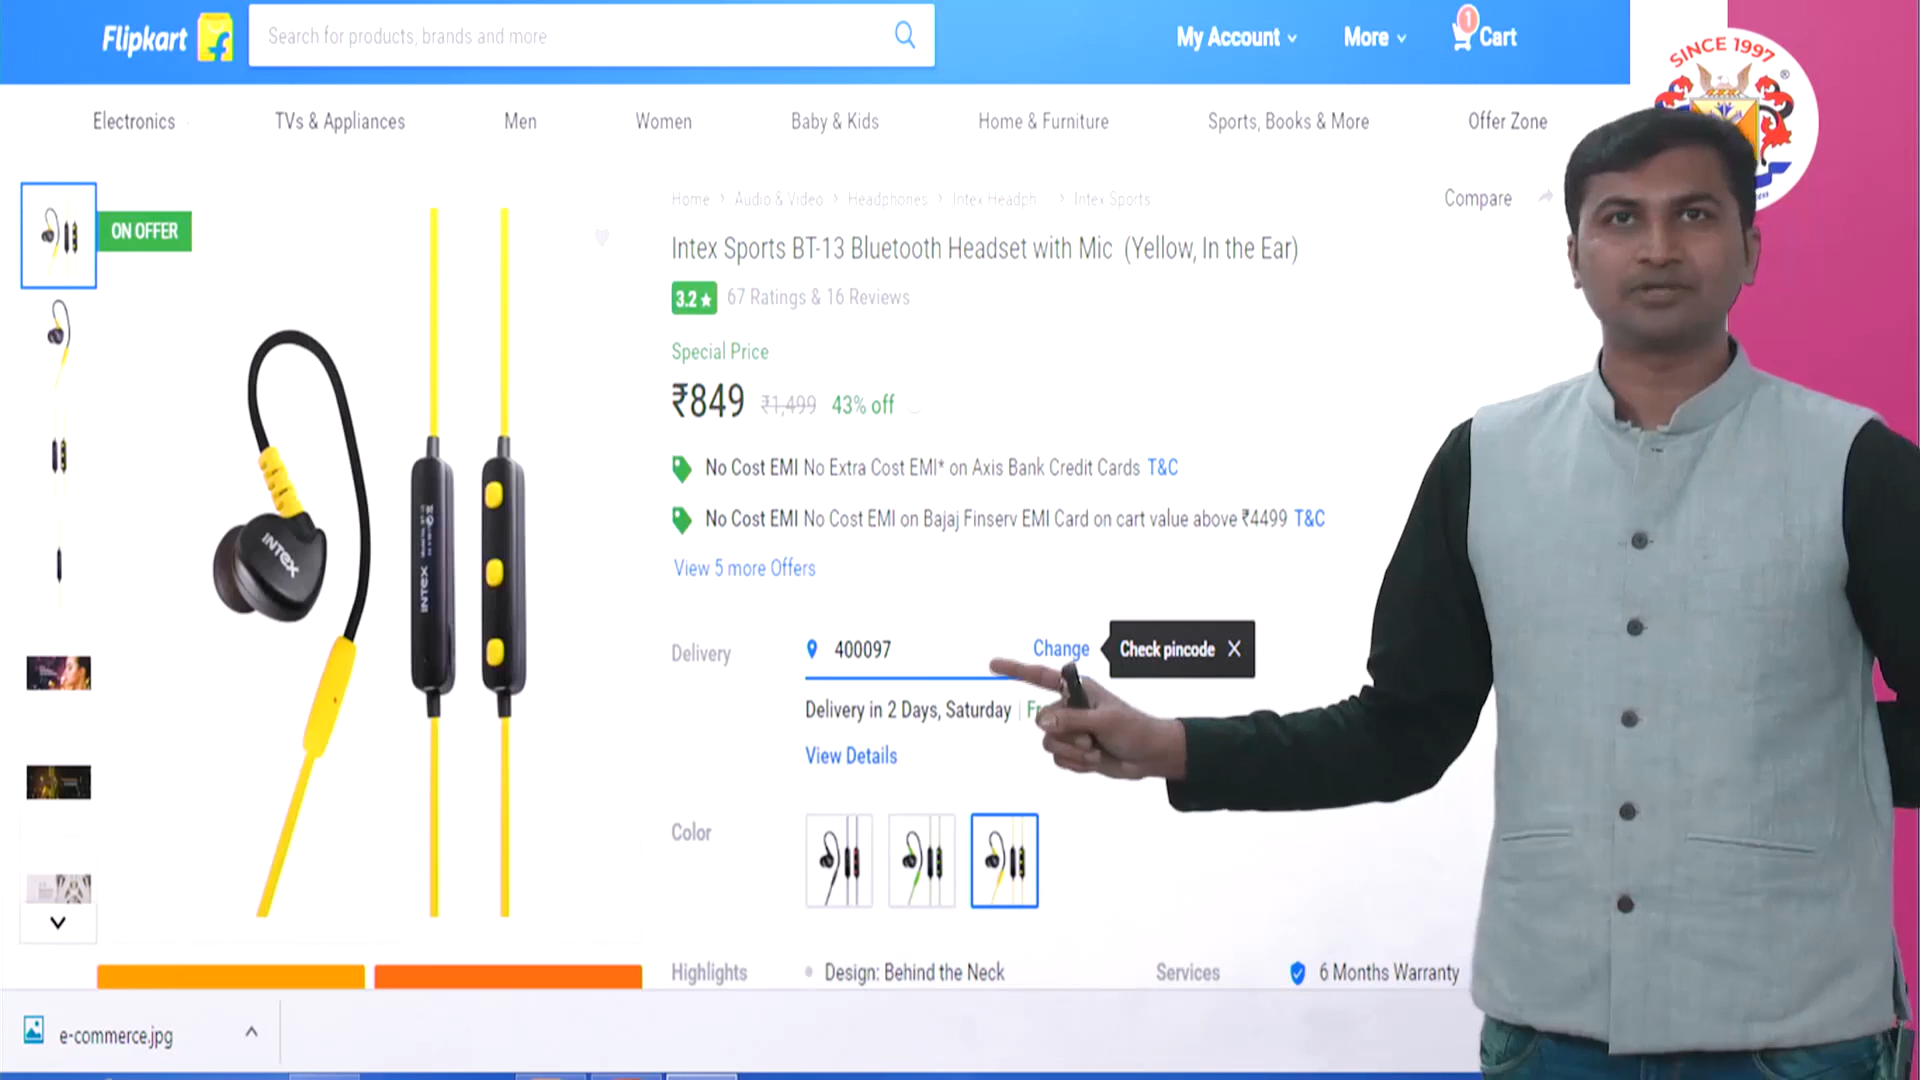 Flipkart
Search for products, brands and more
My Account
More
1
Cart
SINCE 1997
®
Electronics
TVs & Appliances
Men
Women
Baby & Kids
Home & Furniture
Sports, Books & More
Offer Zone
ON OFFER
Home > Audio & Video > Headphones > Intex Headph > Intex Sports
Compare
Intex Sports BT-13 Bluetooth Headset with Mic (Yellow, In the Ear)
3.2 ★ 67 Ratings & 16 Reviews
Special Price
₹849 ₹1,499 43% off
No Cost EMI No Extra Cost EMI* on Axis Bank Credit Cards T&C
No Cost EMI No Cost EMI on Bajaj Finserv EMI Card on cart value above ₹4499 T&C
View 5 more Offers
INTEX
INTEX
Delivery
400097
Change
Check pincode X
Delivery in 2 Days, Saturday
View Details
Color
Highlights
Design: Behind the Neck
Services
6 Months Warranty
e-commerce.jpg